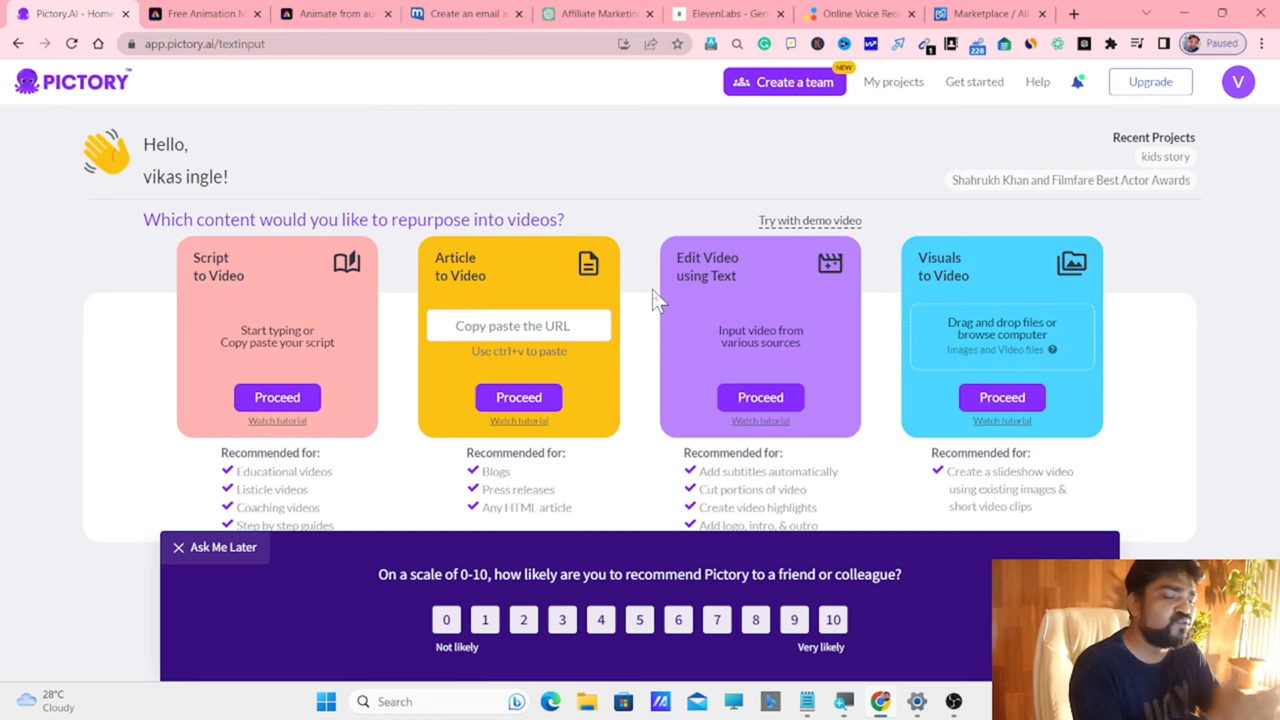 Pictory.AI - Home
Free Animation M
Animate from au
Create an email a
Affiliate Marketin
ElevenLabs - Gen
Online Voice Rec
Marketplace / All
Paused
app.pictory.ai/textinput
1
228
PICTORY
NEW
Create a team
My projects
Get started
Help
Upgrade
V
Hello,
vikas ingle!
Recent Projects
kids story
Shahrukh Khan and Filmfare Best Actor Awards
Which content would you like to repurpose into videos?
Try with demo video
Script
to Video
Start typing or
Copy paste your script
Proceed
Watch tutorial
Recommended for:
Educational videos
Listicle videos
Coaching videos
Step by step guides
Article
to Video
Copy paste the URL
Use ctrl+v to paste
Proceed
Watch tutorial
Recommended for:
Blogs
Press releases
Any HTML article
Edit Video
using Text
Input video from
various sources
Proceed
Watch tutorial
Recommended for:
Add subtitles automatically
Cut portions of video
Create video highlights
Add logo, intro, & outro
Visuals
to Video
Drag and drop files or
browse computer
Images and Video files
Proceed
Watch tutorial
Recommended for:
Create a slideshow video
using existing images &
short video clips
Ask Me Later
On a scale of 0-10, how likely are you to recommend Pictory to a friend or colleague?
0 1 2 3 4 5 6 7 8 9 10
Not likely
Very likely
28°C
Cloudy
Search